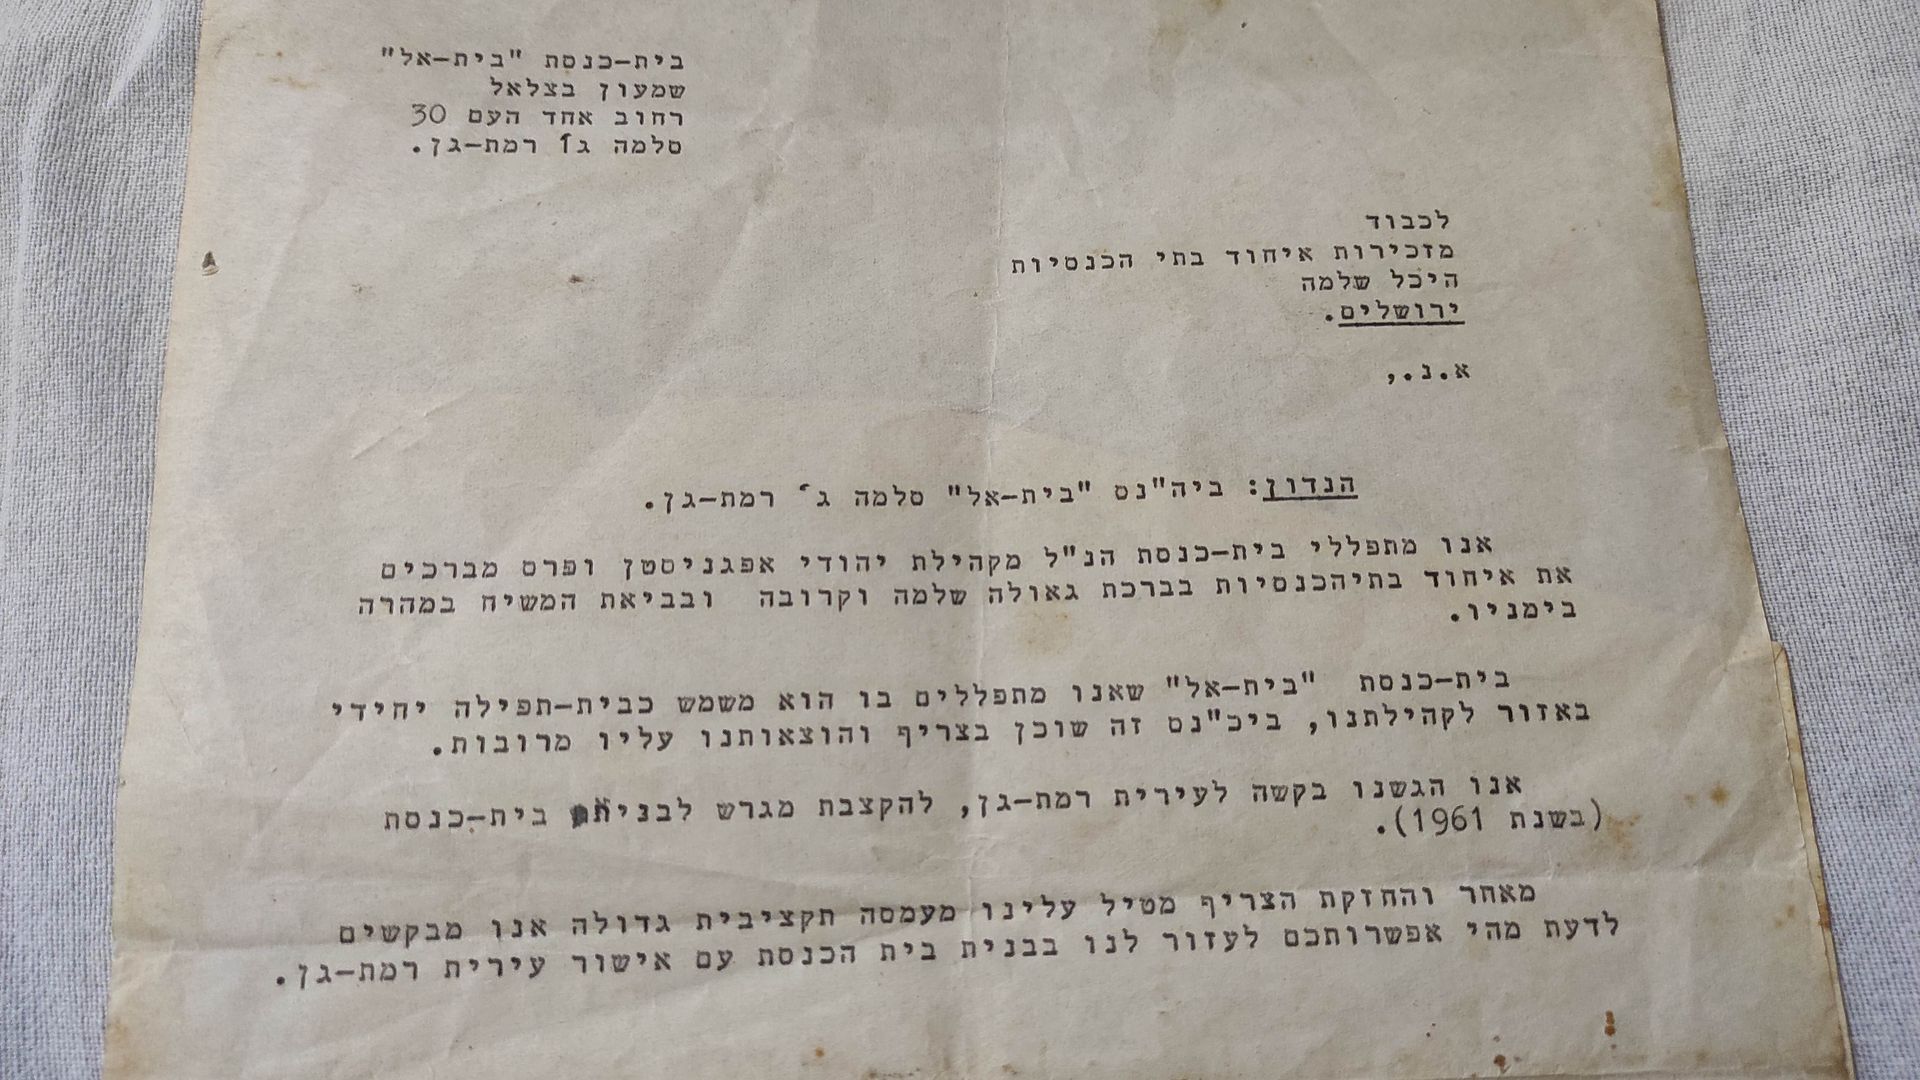 בית-כנסת "בית-אל"
שמעון בצלאל
רחוב אחד העם 30
סלמה ג' רמת-גן.
לכבוד
מזכירות איחוד בתי הכנסיות
היכל שלמה
ירושלים.
א.נ.,
הנדון: ביה"נס "בית-אל" סלמה ג' רמת-גן.
אנו מתפללי בית-כנסת הנ"ל מקהילת יהודי אפגניסטן ופרס מברכים
את איחוד בתיהכנסיות בברכת גאולה שלמה וקרובה ובביאת המשיח במהרה
בימניו.
בית-כנסת "בית-אל" שאנו מתפללים בו הוא משמש כבית-תפילה יחידי
באזור לקהילתנו, ביכ"נס זה שוכן בצריף והוצאותנו עליו מרובות.
אנו הגשנו בקשה לעירית רמת-גן, להקצבת מגרש לבניית בית-כנסת
(בשנת 1961).
מאחר והחזקת הצריף מטיל עלינו מעמסה תקציבית גדולה אנו מבקשים
לדעת מהי אפשרותכם לעזור לנו בבנית בית הכנסת עם אישור עירית רמת-גן.